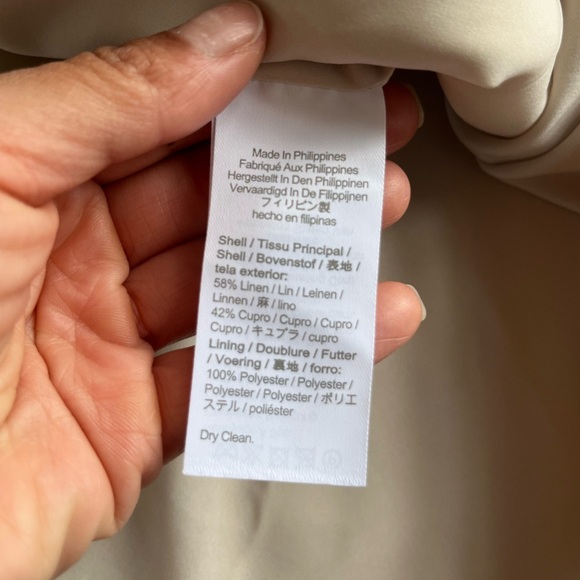 Made In Philippines
Fabriqué Aux Philippines
Hergestellt In Den Philippinen
Vervaardigd In De Filippijnen
フィリピン製
hecho en filipinas
Shell / Tissu Principal /
Shell / Bovenstof / 表地 /
tela exterior:
58% Linen / Lin / Leinen /
Linnen / 麻 / lino
42% Cupro / Cupro / Cupro /
Cupro / キュプラ / cupro
Lining / Doublure / Futter
/ Voering / 裏地 / forro:
100% Polyester / Polyester /
Polyester / Polyester / ポリエ
ステル / poliéster
Dry Clean.